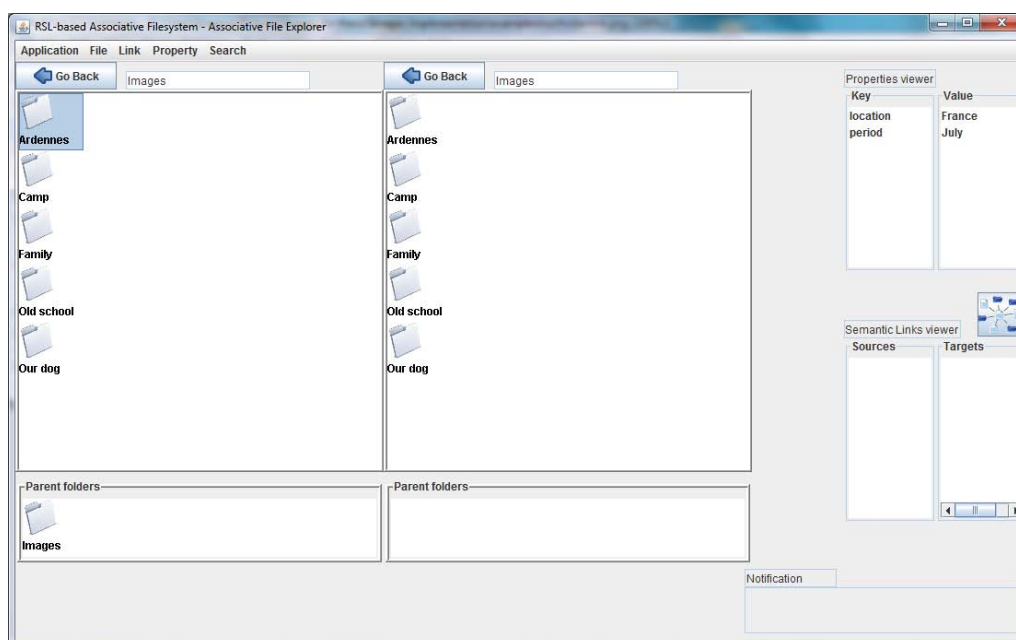 RSL-based Associative Filesystem - Associative File Explorer
Application File Link Property Search
Go Back Images
Ardennes
Camp
Family
Old school
Our dog
Parent folders
Images
Go Back Images
Ardennes
Camp
Family
Old school
Our dog
Parent folders
Properties viewer
Key Value
location France
period July
Semantic Links viewer
Sources Targets
Notification